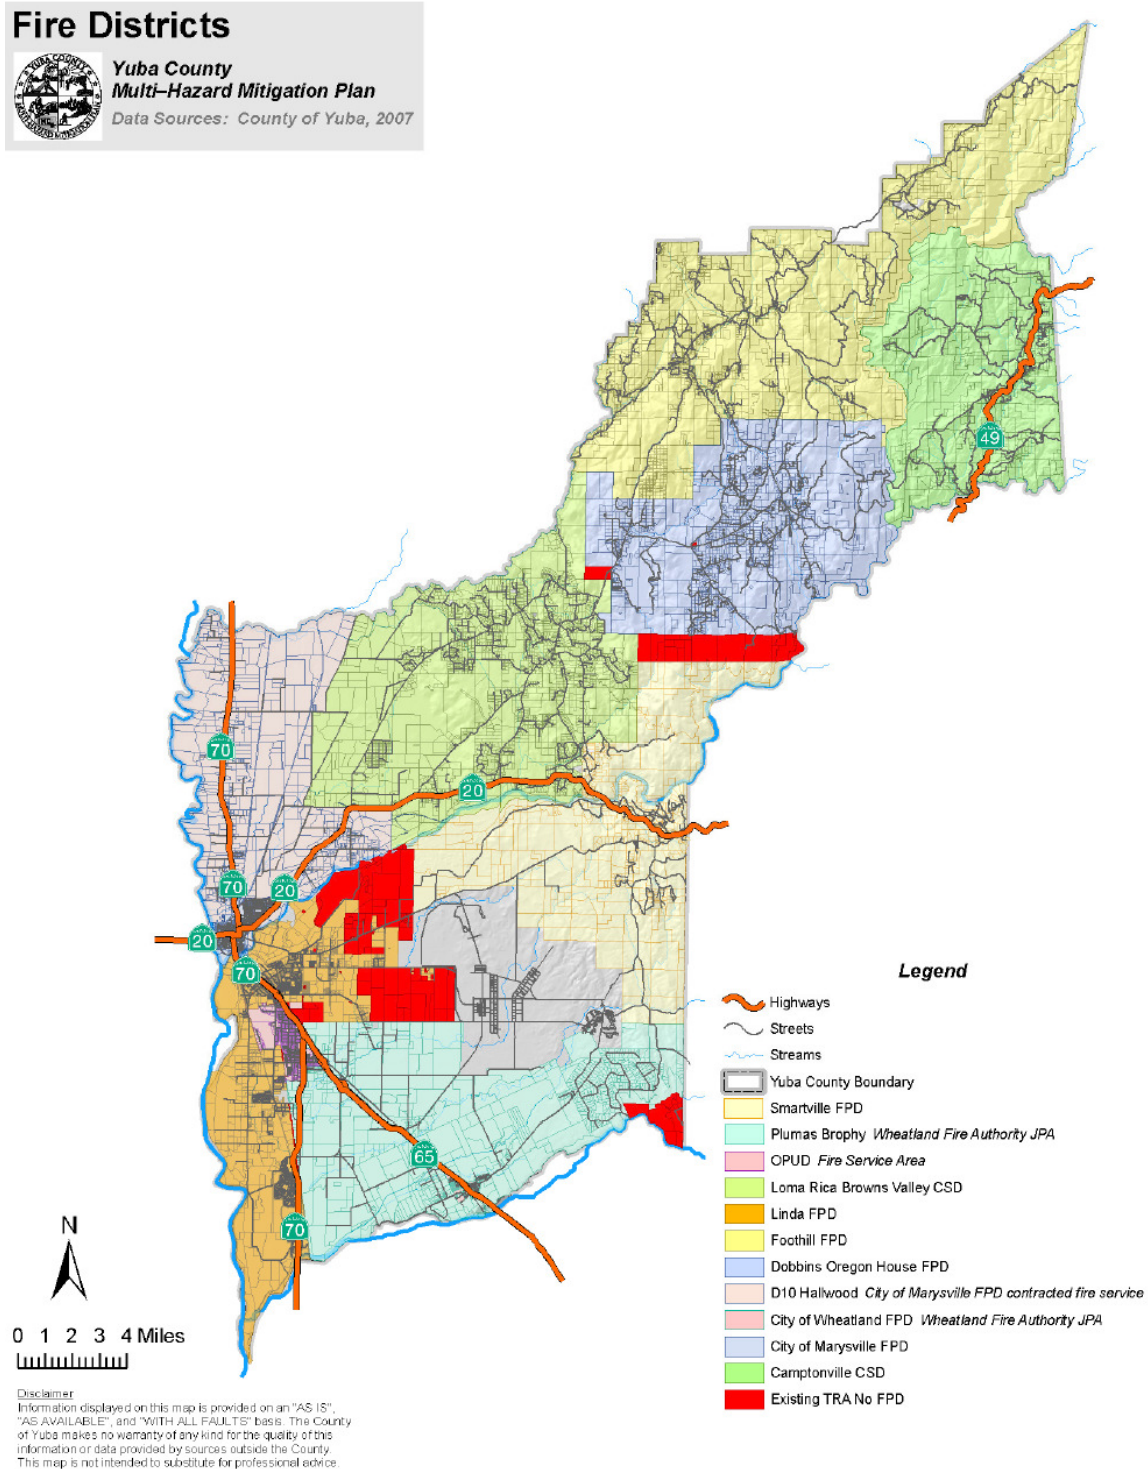 Fire Districts
YUBA COUNTY
Yuba County
Multi-Hazard Mitigation Plan
Data Sources: County of Yuba, 2007
49
70
20
70
20
20
70
65
70
Legend
Highways
Streets
Streams
Yuba County Boundary
Smartville FPD
Plumas Brophy Wheatland Fire Authority JPA
OPUD Fire Service Area
Loma Rica Browns Valley CSD
Linda FPD
Foothill FPD
Dobbins Oregon House FPD
D10 Hallwood City of Marysville FPD contracted fire service
City of Wheatland FPD Wheatland Fire Authority JPA
City of Marysville FPD
Camptonville CSD
Existing TRA No FPD
N
0 1 2 3 4 Miles
Disclaimer
Information displayed on this map is provided on an "AS IS",
"AS AVAILABLE", and "WITH ALL FAULTS" basis. The County
of Yuba makes no warranty of any kind for the quality of this
information or data provided by sources outside the County.
This map is not intended to substitute for professional advice.